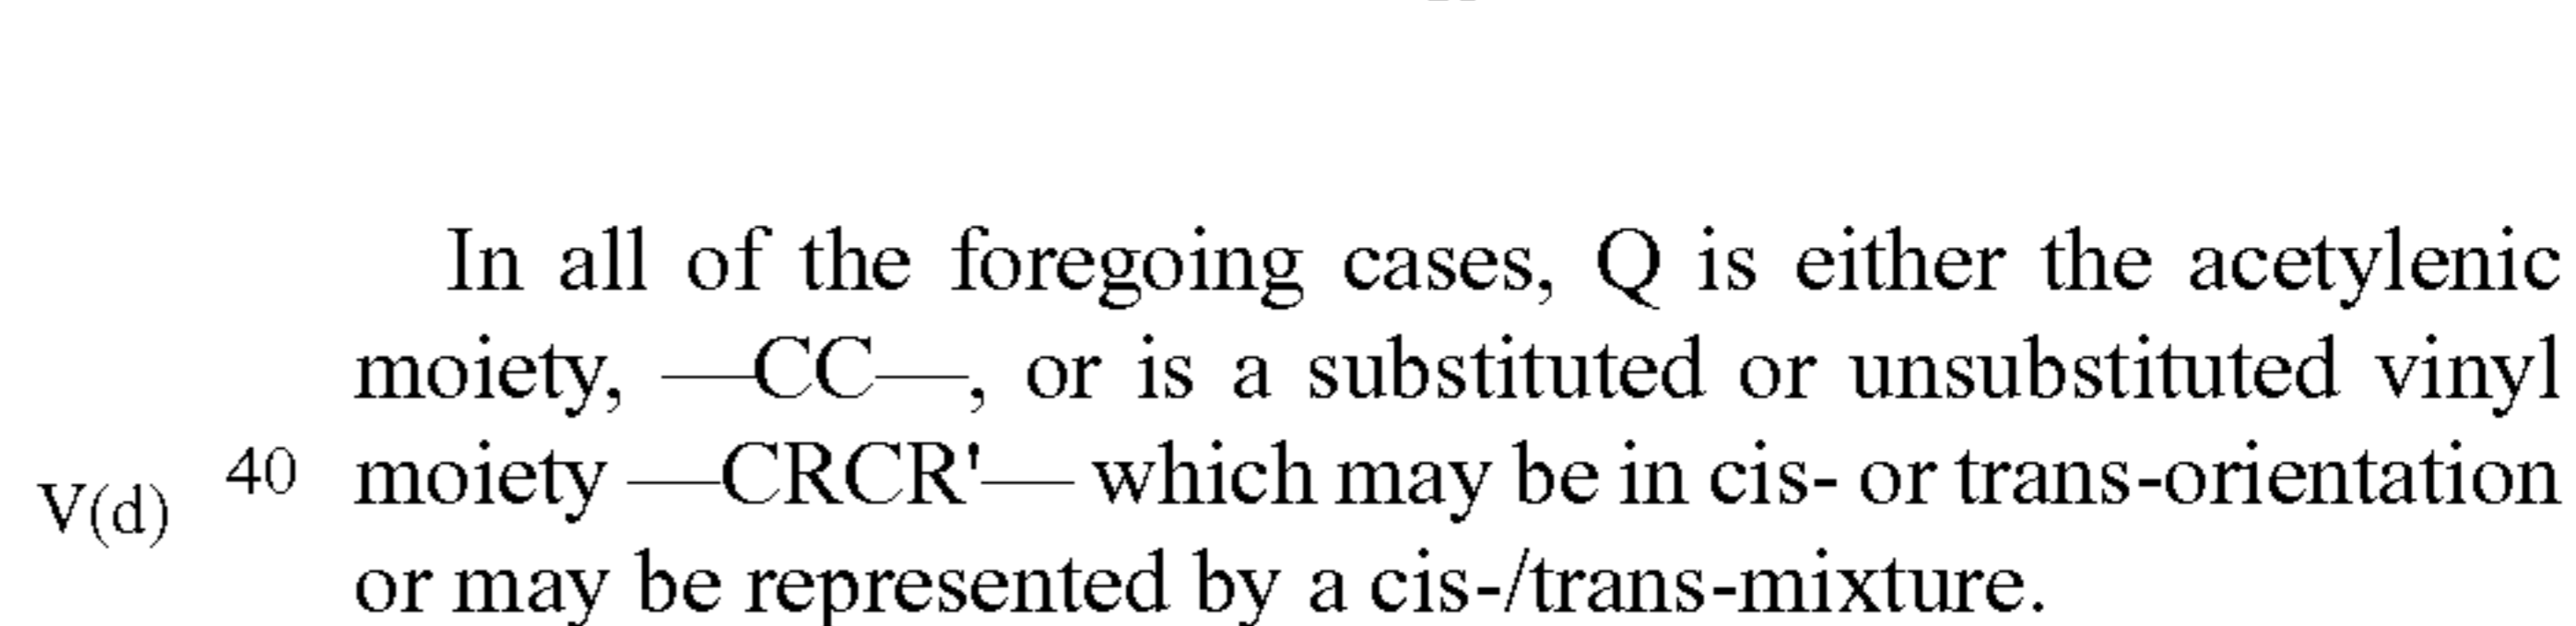 In all of the foregoing cases, Q is either the acetylenic
moiety, —CC—, or is a substituted or unsubstituted vinyl
V(d) 40 moiety —CRCR'— which may be in cis- or trans-orientation
or may be represented by a cis-/trans-mixture.